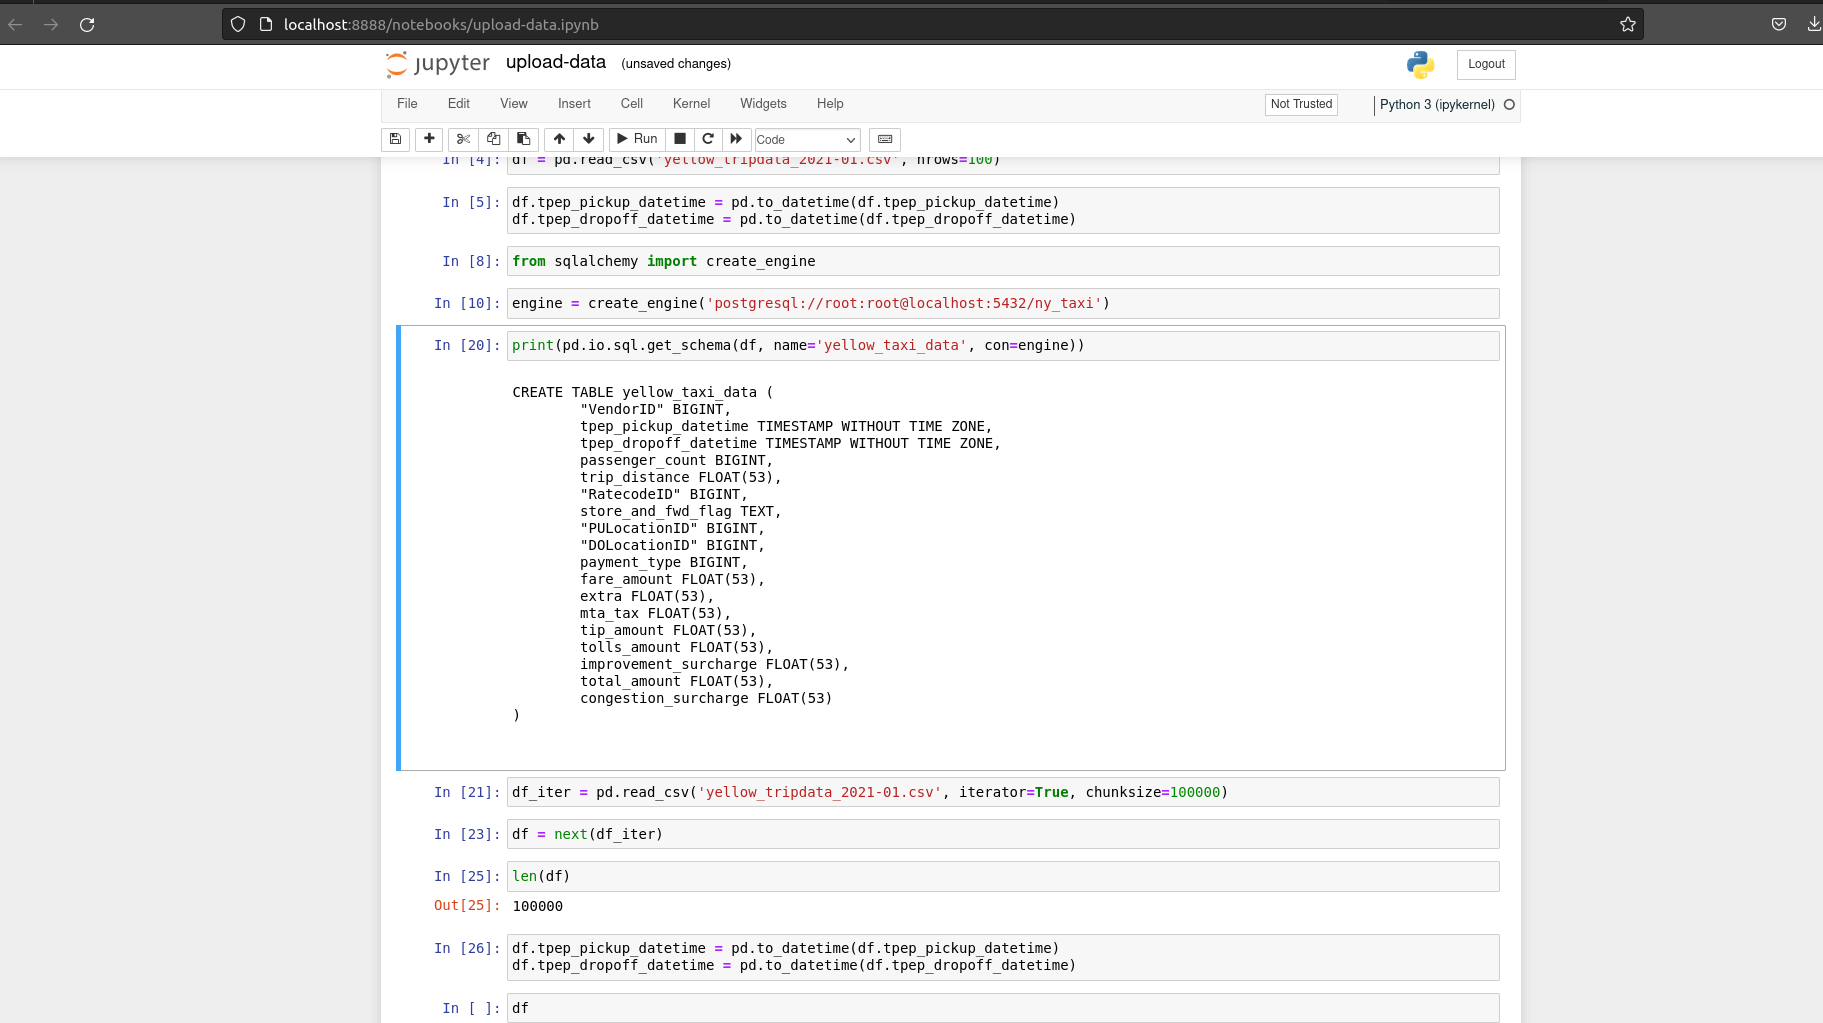 localhost:8888/notebooks/upload-data.ipynb
jupyter upload-data (unsaved changes)
Logout
File Edit View Insert Cell Kernel Widgets Help
Not Trusted
Python 3 (ipykernel)
Run
Code
In [4]: df = pd.read_csv('yellow_tripdata_2021-01.csv', nrows=100)
In [5]: df.tpep_pickup_datetime = pd.to_datetime(df.tpep_pickup_datetime)
df.tpep_dropoff_datetime = pd.to_datetime(df.tpep_dropoff_datetime)
In [8]: from sqlalchemy import create_engine
In [10]: engine = create_engine('postgresql://root:root@localhost:5432/ny_taxi')
In [20]: print(pd.io.sql.get_schema(df, name='yellow_taxi_data', con=engine))
CREATE TABLE yellow_taxi_data (
"VendorID" BIGINT,
tpep_pickup_datetime TIMESTAMP WITHOUT TIME ZONE,
tpep_dropoff_datetime TIMESTAMP WITHOUT TIME ZONE,
passenger_count BIGINT,
trip_distance FLOAT(53),
"RatecodeID" BIGINT,
store_and_fwd_flag TEXT,
"PULocationID" BIGINT,
"DOLocationID" BIGINT,
payment_type BIGINT,
fare_amount FLOAT(53),
extra FLOAT(53),
mta_tax FLOAT(53),
tip_amount FLOAT(53),
tolls_amount FLOAT(53),
improvement_surcharge FLOAT(53),
total_amount FLOAT(53),
congestion_surcharge FLOAT(53)
)
In [21]: df_iter = pd.read_csv('yellow_tripdata_2021-01.csv', iterator=True, chunksize=100000)
In [23]: df = next(df_iter)
In [25]: len(df)
Out[25]: 100000
In [26]: df.tpep_pickup_datetime = pd.to_datetime(df.tpep_pickup_datetime)
df.tpep_dropoff_datetime = pd.to_datetime(df.tpep_dropoff_datetime)
In [ ]: df